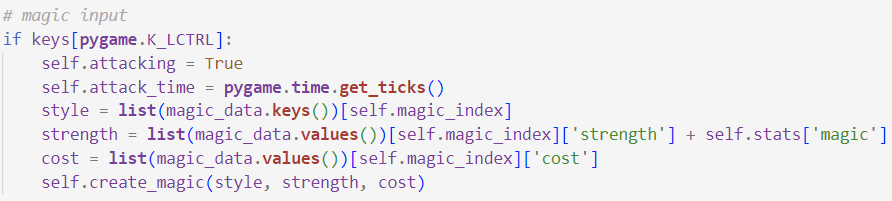 # magic input
if keys[pygame.K_LCTRL]:
    self.attacking = True
    self.attack_time = pygame.time.get_ticks()
    style = list(magic_data.keys())[self.magic_index]
    strength = list(magic_data.values())[self.magic_index]['strength'] + self.stats['magic']
    cost = list(magic_data.values())[self.magic_index]['cost']
    self.create_magic(style, strength, cost)